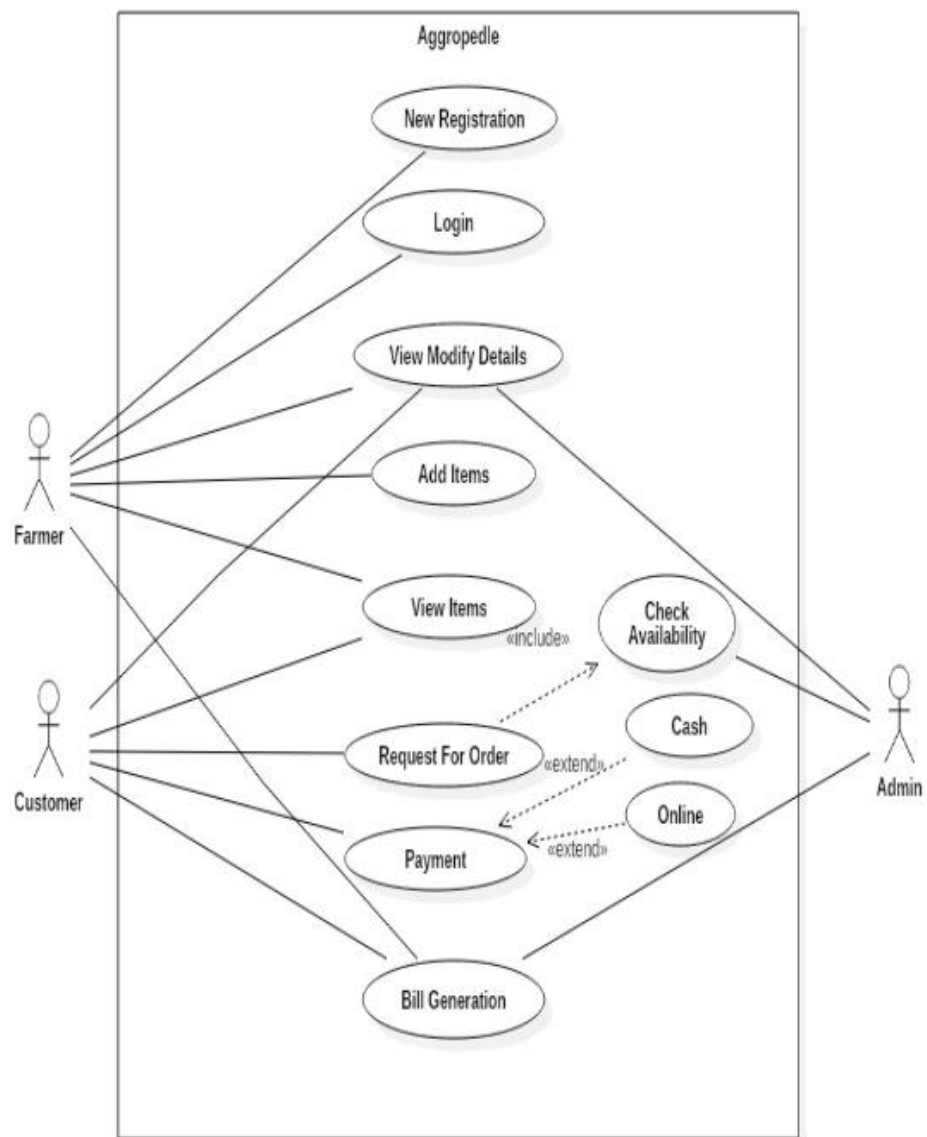 Aggropedle
New Registration
Login
View Modify Details
Add Items
Farmer
View Items
Check
Availability
«include»
Request For Order
Cash
«extend»
Customer
Admin
Online
«extend»
Payment
Bill Generation